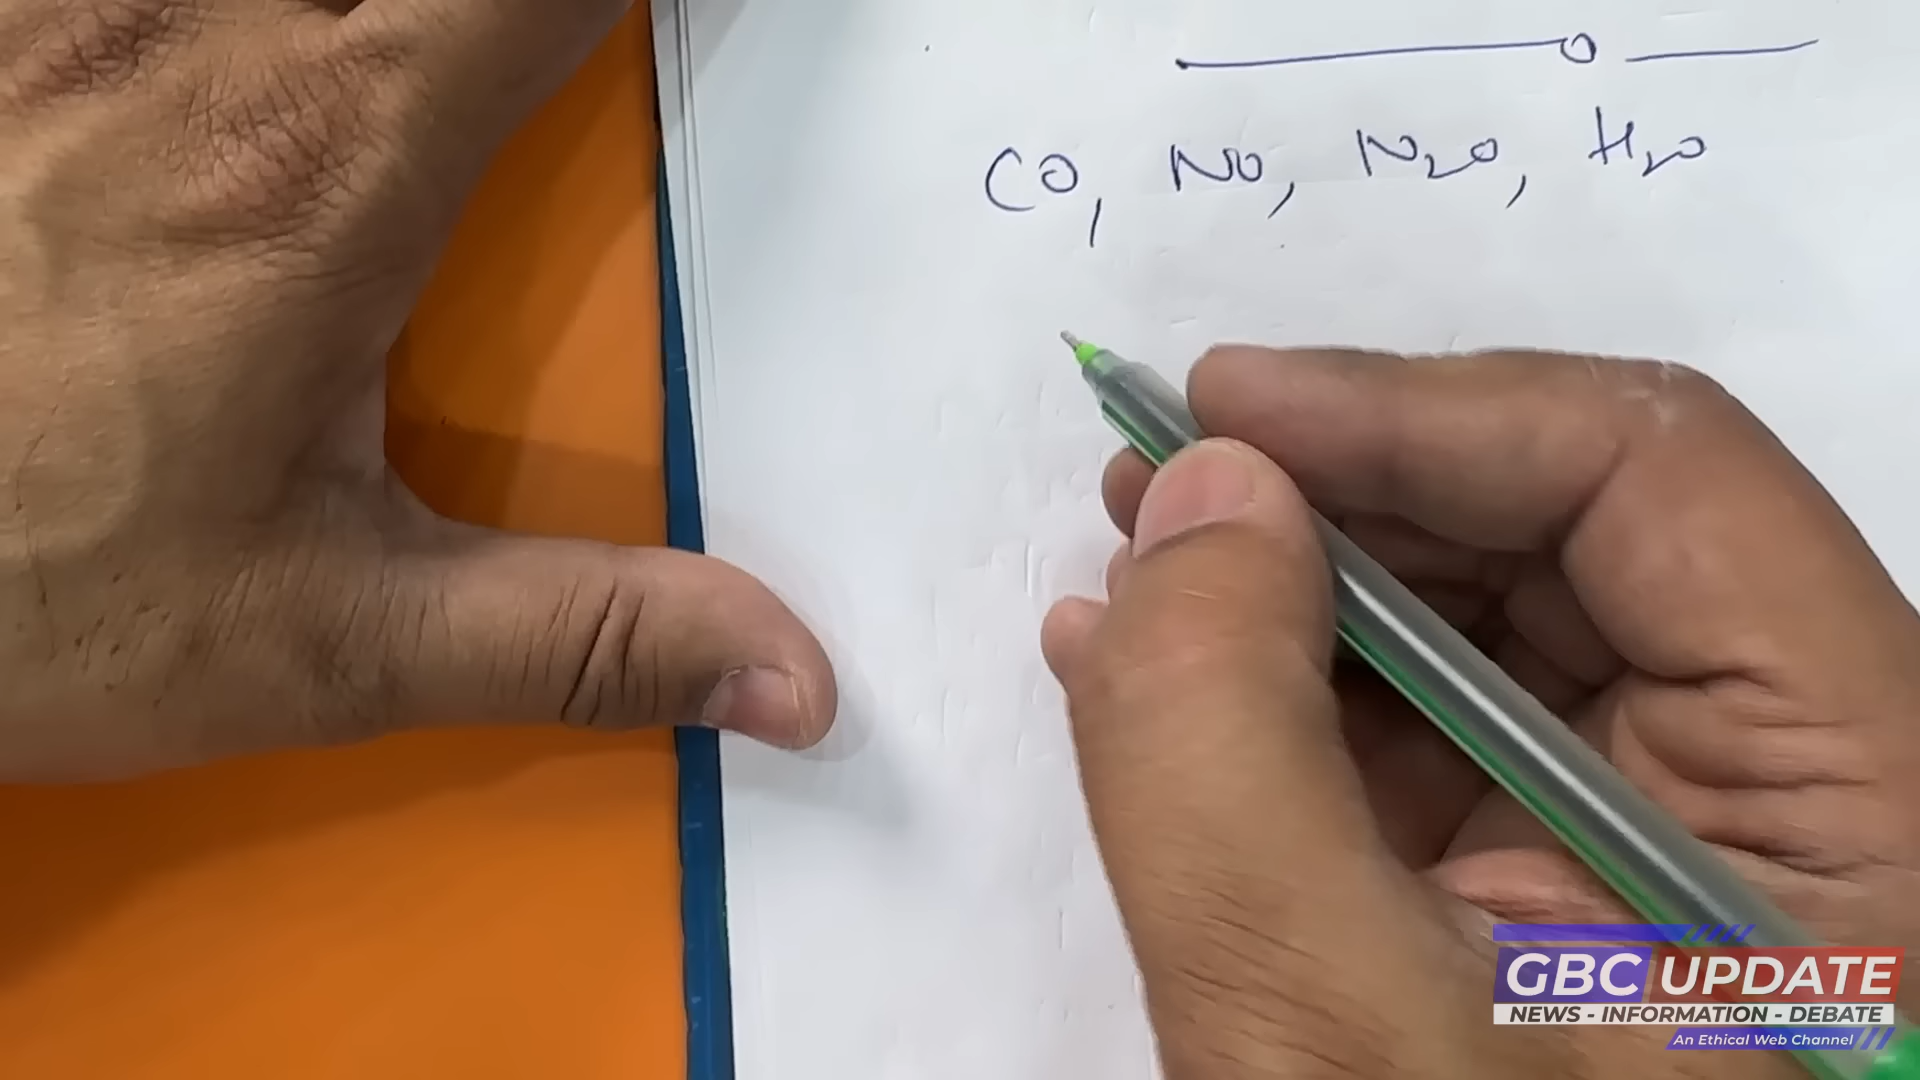 CO, NO, N2O, H2O
GBC UPDATE
NEWS - INFORMATION - DEBATE
An Ethical Web Channel